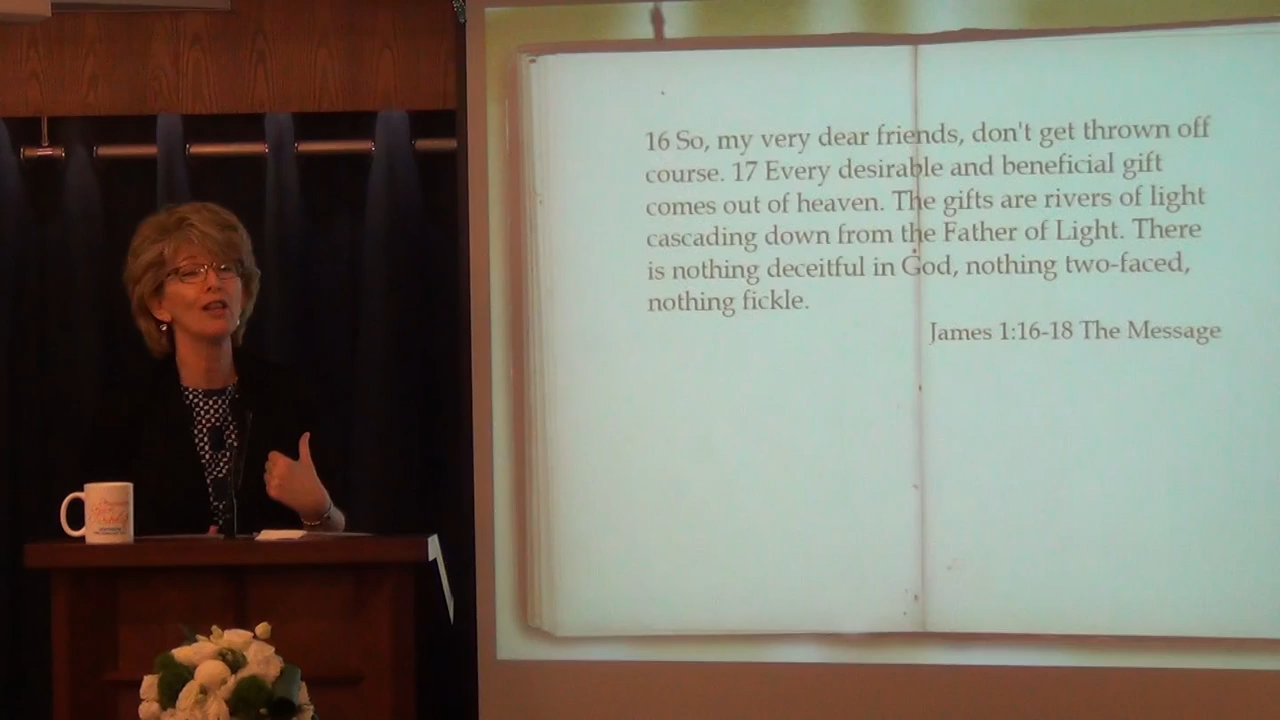 16 So, my very dear friends, don't get thrown off
course. 17 Every desirable and beneficial gift
comes out of heaven. The gifts are rivers of light
cascading down from the Father of Light. There
is nothing deceitful in God, nothing two-faced,
nothing fickle.
James 1:16-18 The Message